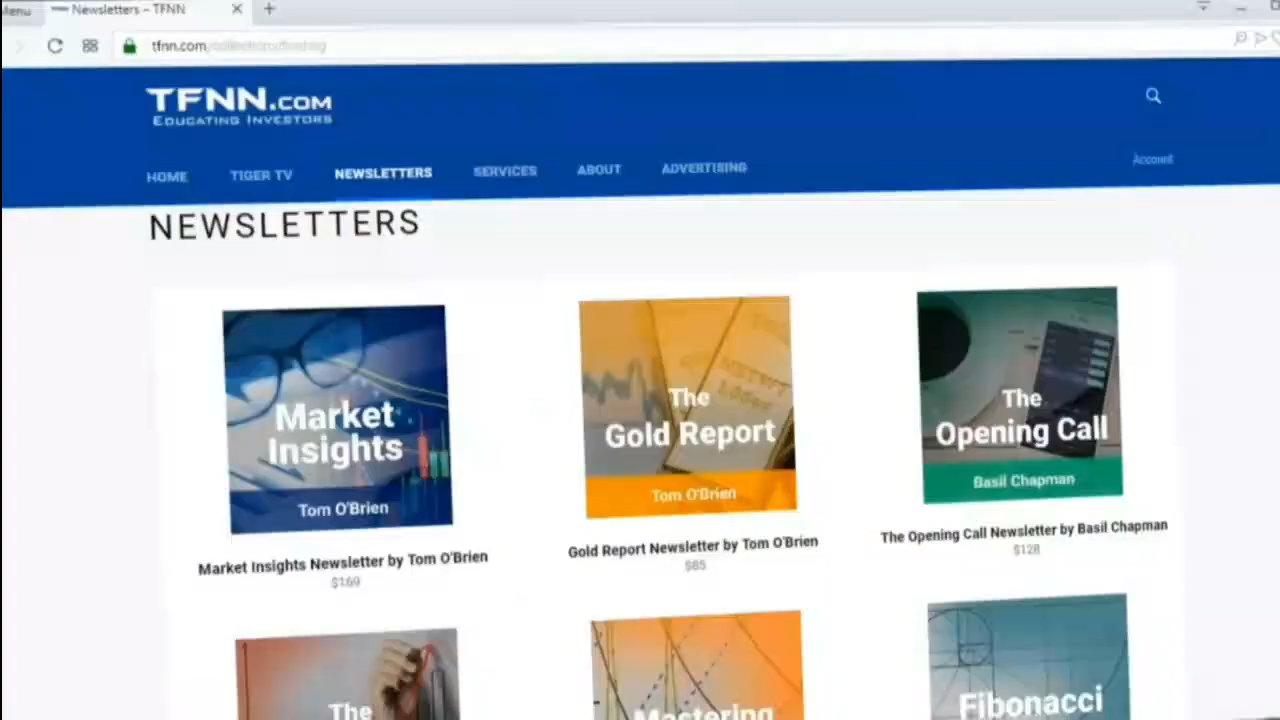 Menu
Newsletters – TFNN
tfnn.com
TFNN.COM
EDUCATING INVESTORS
HOME TIGER TV NEWSLETTERS SERVICES ABOUT ADVERTISING
Account
NEWSLETTERS
Market
Insights
Tom O'Brien
Market Insights Newsletter by Tom O'Brien
$169
The
Gold Report
Tom O'Brien
Gold Report Newsletter by Tom O'Brien
The
Opening Call
Basil Chapman
The Opening Call Newsletter by Basil Chapman
$128
The
Mastering
Fibonacci